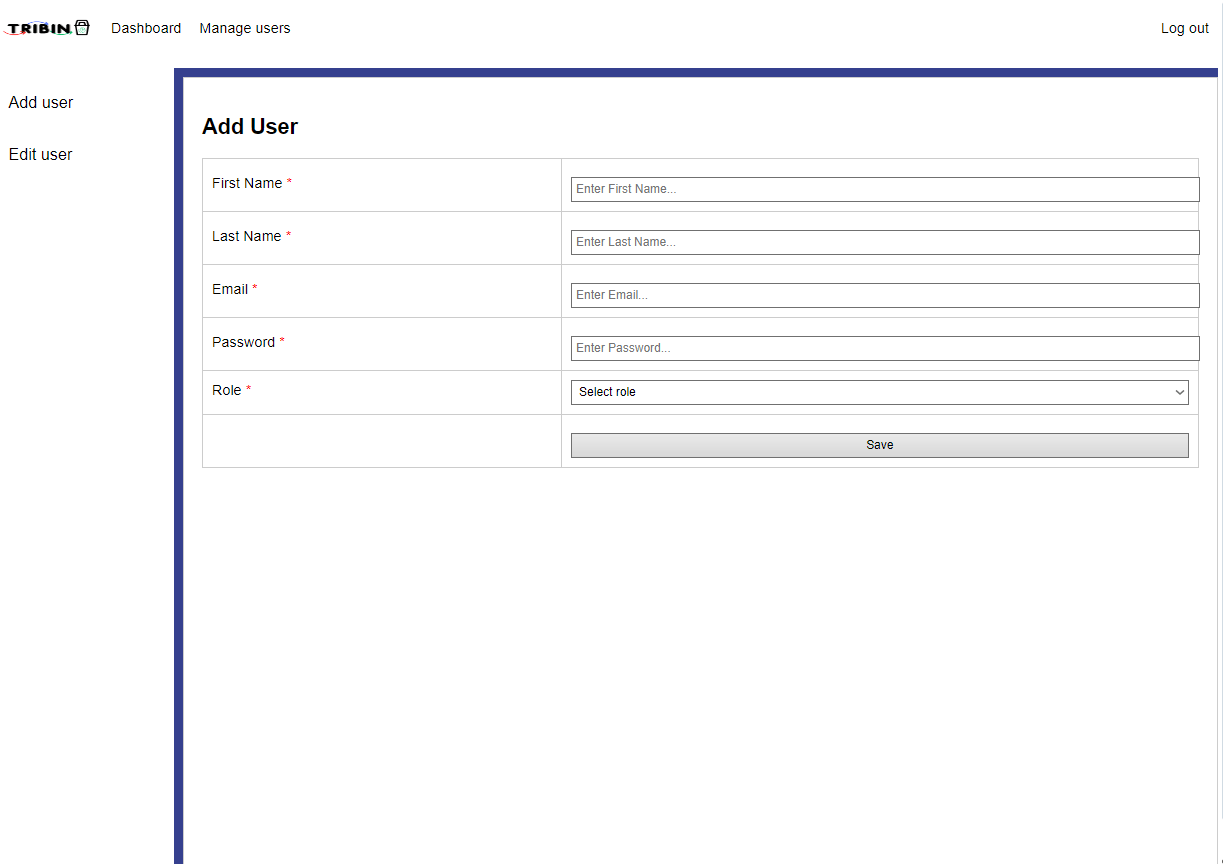 TRIBIN Dashboard Manage users Log out
Add user
Edit user
Add User
First Name * Enter First Name...
Last Name * Enter Last Name...
Email * Enter Email...
Password * Enter Password...
Role * Select role
Save